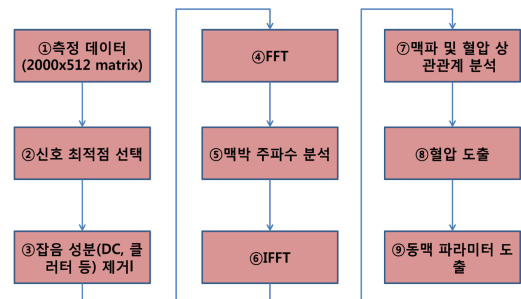 ①측정 데이터
(2000x512 matrix)
②신호 최적점 선택
③잡음 성분(DC, 클
러터 등) 제거l
④FFT
⑤맥박 주파수 분석
⑥IFFT
⑦맥파 및 혈압 상
관관계 분석
⑧혈압 도출
⑨동맥 파라미터 도
출